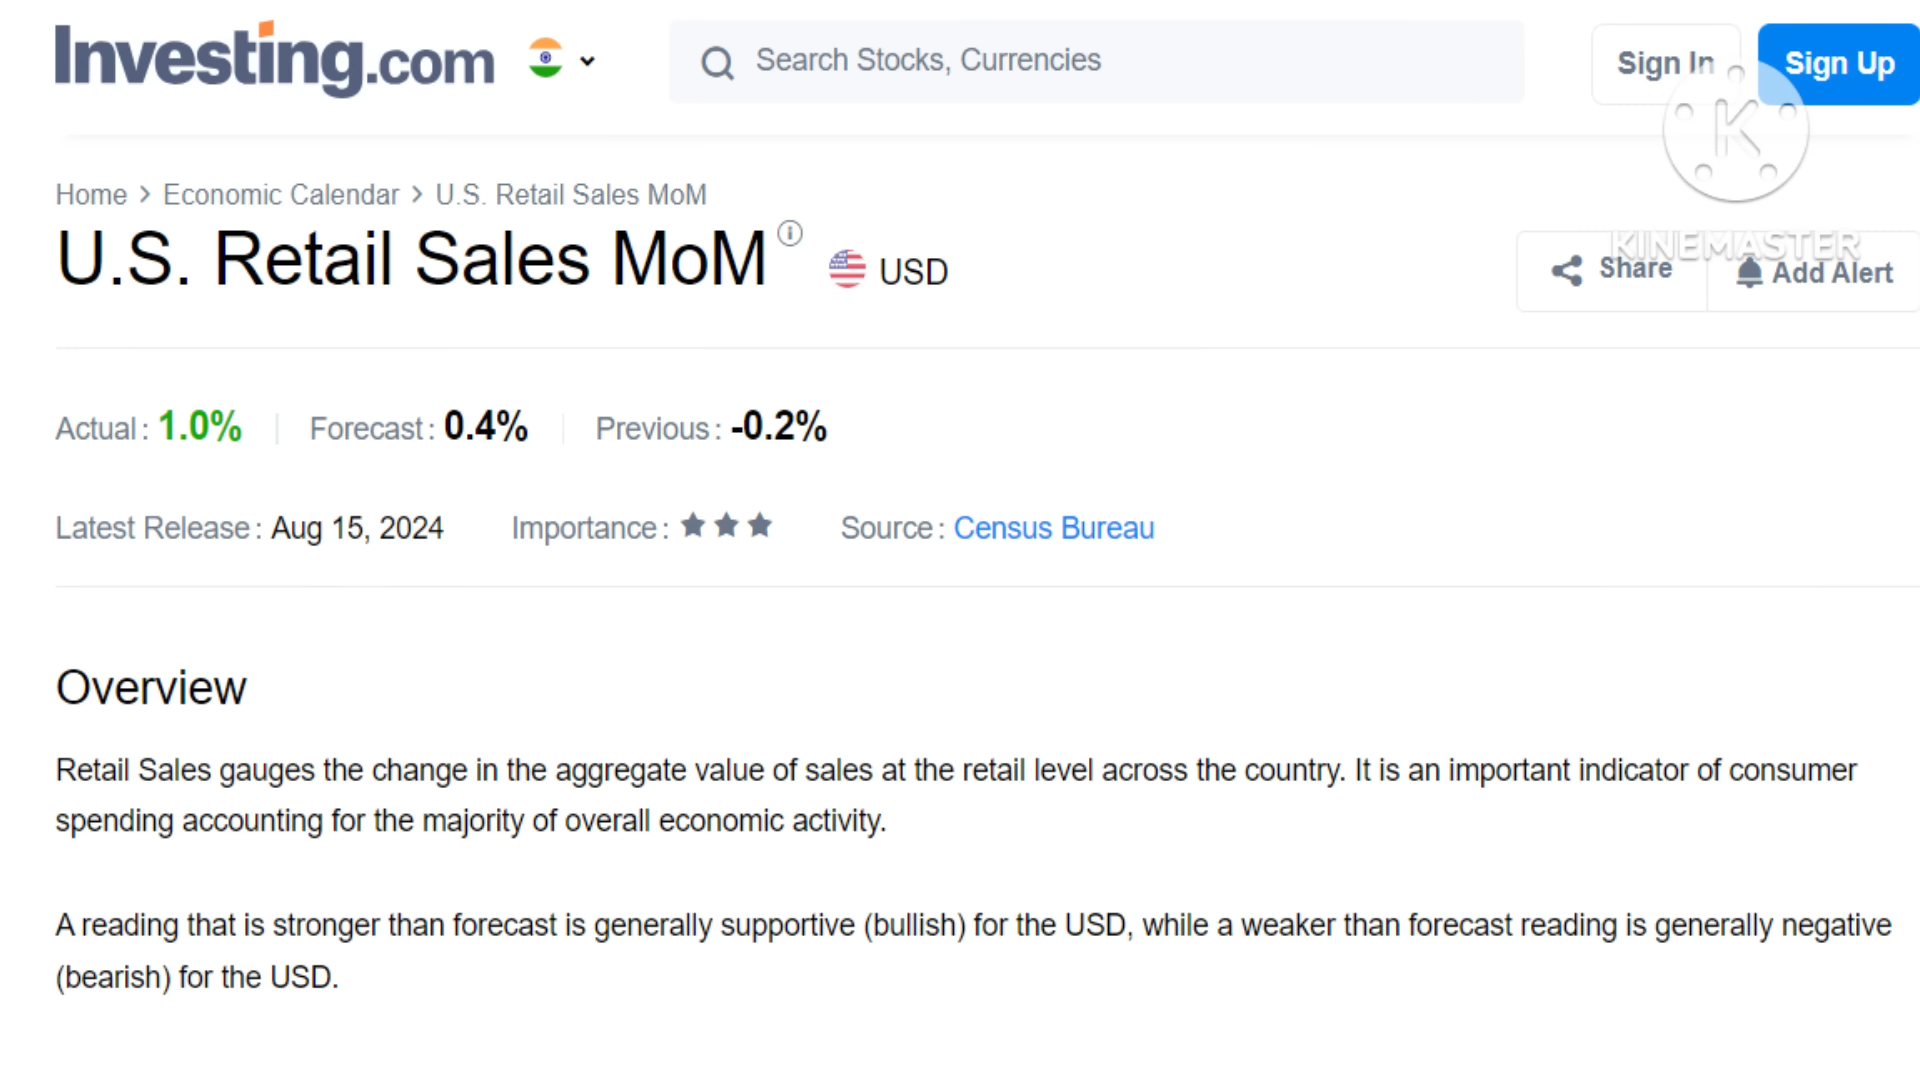 Investing.com
Search Stocks, Currencies
Sign In
Sign Up
K
KINEMASTER
Home > Economic Calendar > U.S. Retail Sales MoM
U.S. Retail Sales MoM
USD
Share
Add Alert
Actual: 1.0% | Forecast: 0.4% | Previous: -0.2%
Latest Release: Aug 15, 2024 Importance: ★★★ Source: Census Bureau
Overview
Retail Sales gauges the change in the aggregate value of sales at the retail level across the country. It is an important indicator of consumer
spending accounting for the majority of overall economic activity.
A reading that is stronger than forecast is generally supportive (bullish) for the USD, while a weaker than forecast reading is generally negative
(bearish) for the USD.